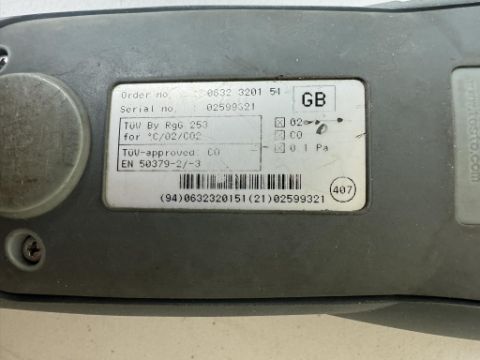 Order no. 0632 3201 51
Serial no. 02599321
GB
TÜV By RgG 253
for °C/O2/CO2
TÜV-approved: CO
EN 50379-2/-3
O2
CO
0.1 Pa
(94)0632320151(21)02599321
407